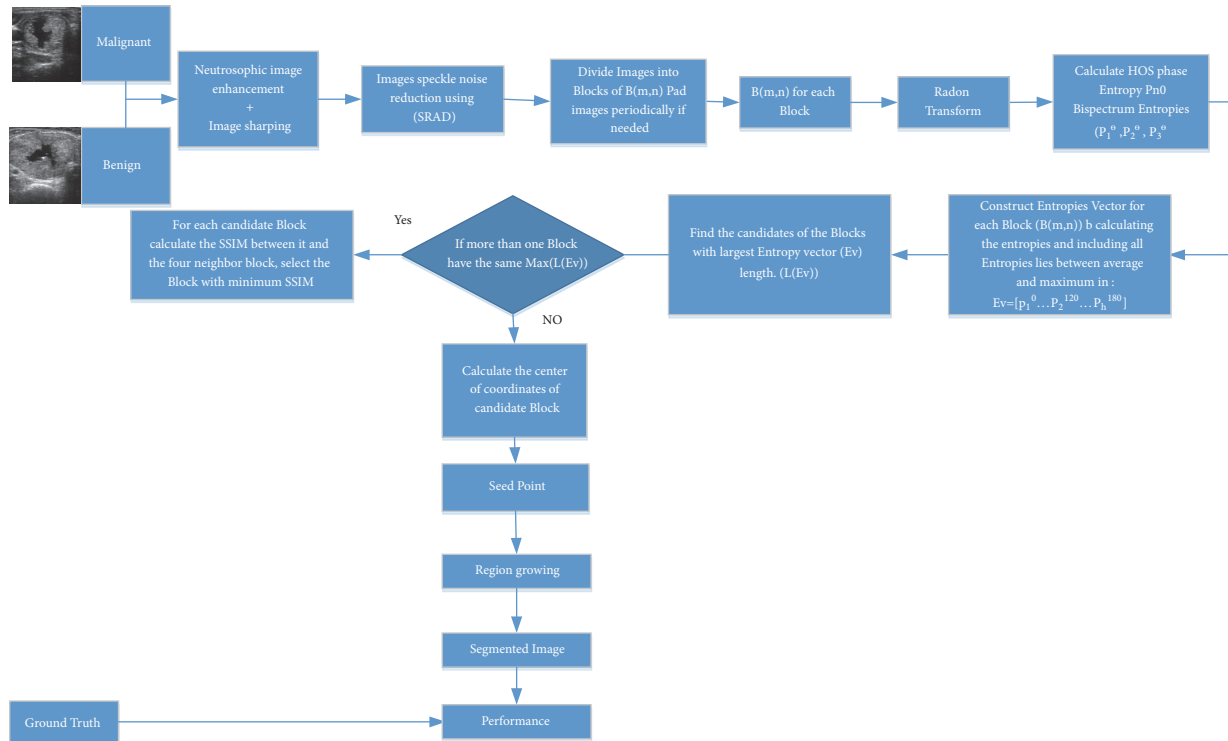 Malignant
Benign
Neutrosophic image
enhancement
+
Image sharping
Images speckle noise
reduction using
(SRAD)
Divide Images into
Blocks of B(m,n) Pad
images periodically if
needed
B(m,n) for each
Block
Radon
Transform
Calculate HOS phase
Entropy Pn0
Bispectrum Entropies
(P₁ᶱ ,P₂ᶱ , P₃ᶱ
Construct Entropies Vector for
each Block (B(m,n)) b calculating
the entropies and including all
Entropies lies between average
and maximum in :
Ev=[p₁⁰…P₂¹²⁰…Pₕ¹⁸⁰ ]
Find the candidates of the Blocks
with largest Entropy vector (Ev)
length. (L(Ev))
If more than one Block
have the same Max(L(Ev))
Yes
For each candidate Block
calculate the SSIM between it and
the four neighbor block, select the
Block with minimum SSIM
NO
Calculate the center
of coordinates of
candidate Block
Seed Point
Region growing
Segmented Image
Ground Truth
Performance